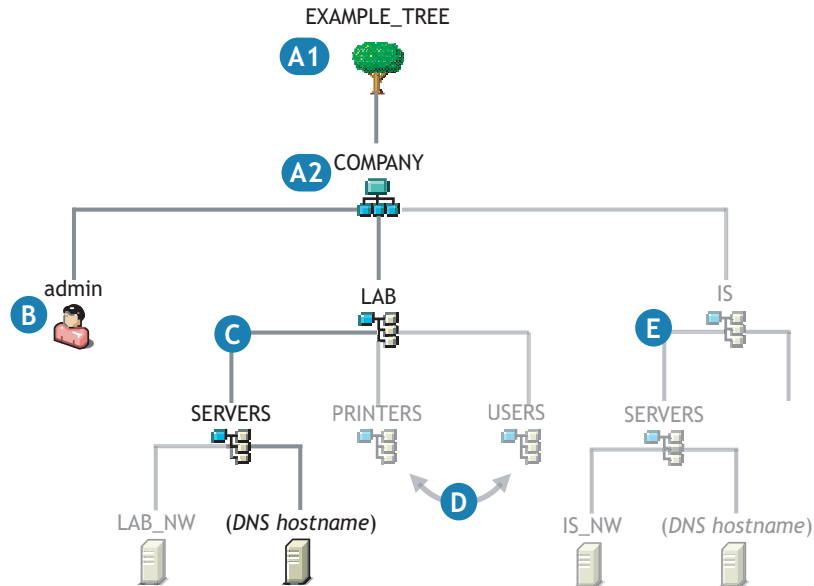 EXAMPLE_TREE
A1
COMPANY
A2
admin
B
LAB
IS
C
E
SERVERS
PRINTERS
USERS
SERVERS
D
LAB_NW
(DNS hostname)
IS_NW
(DNS hostname)